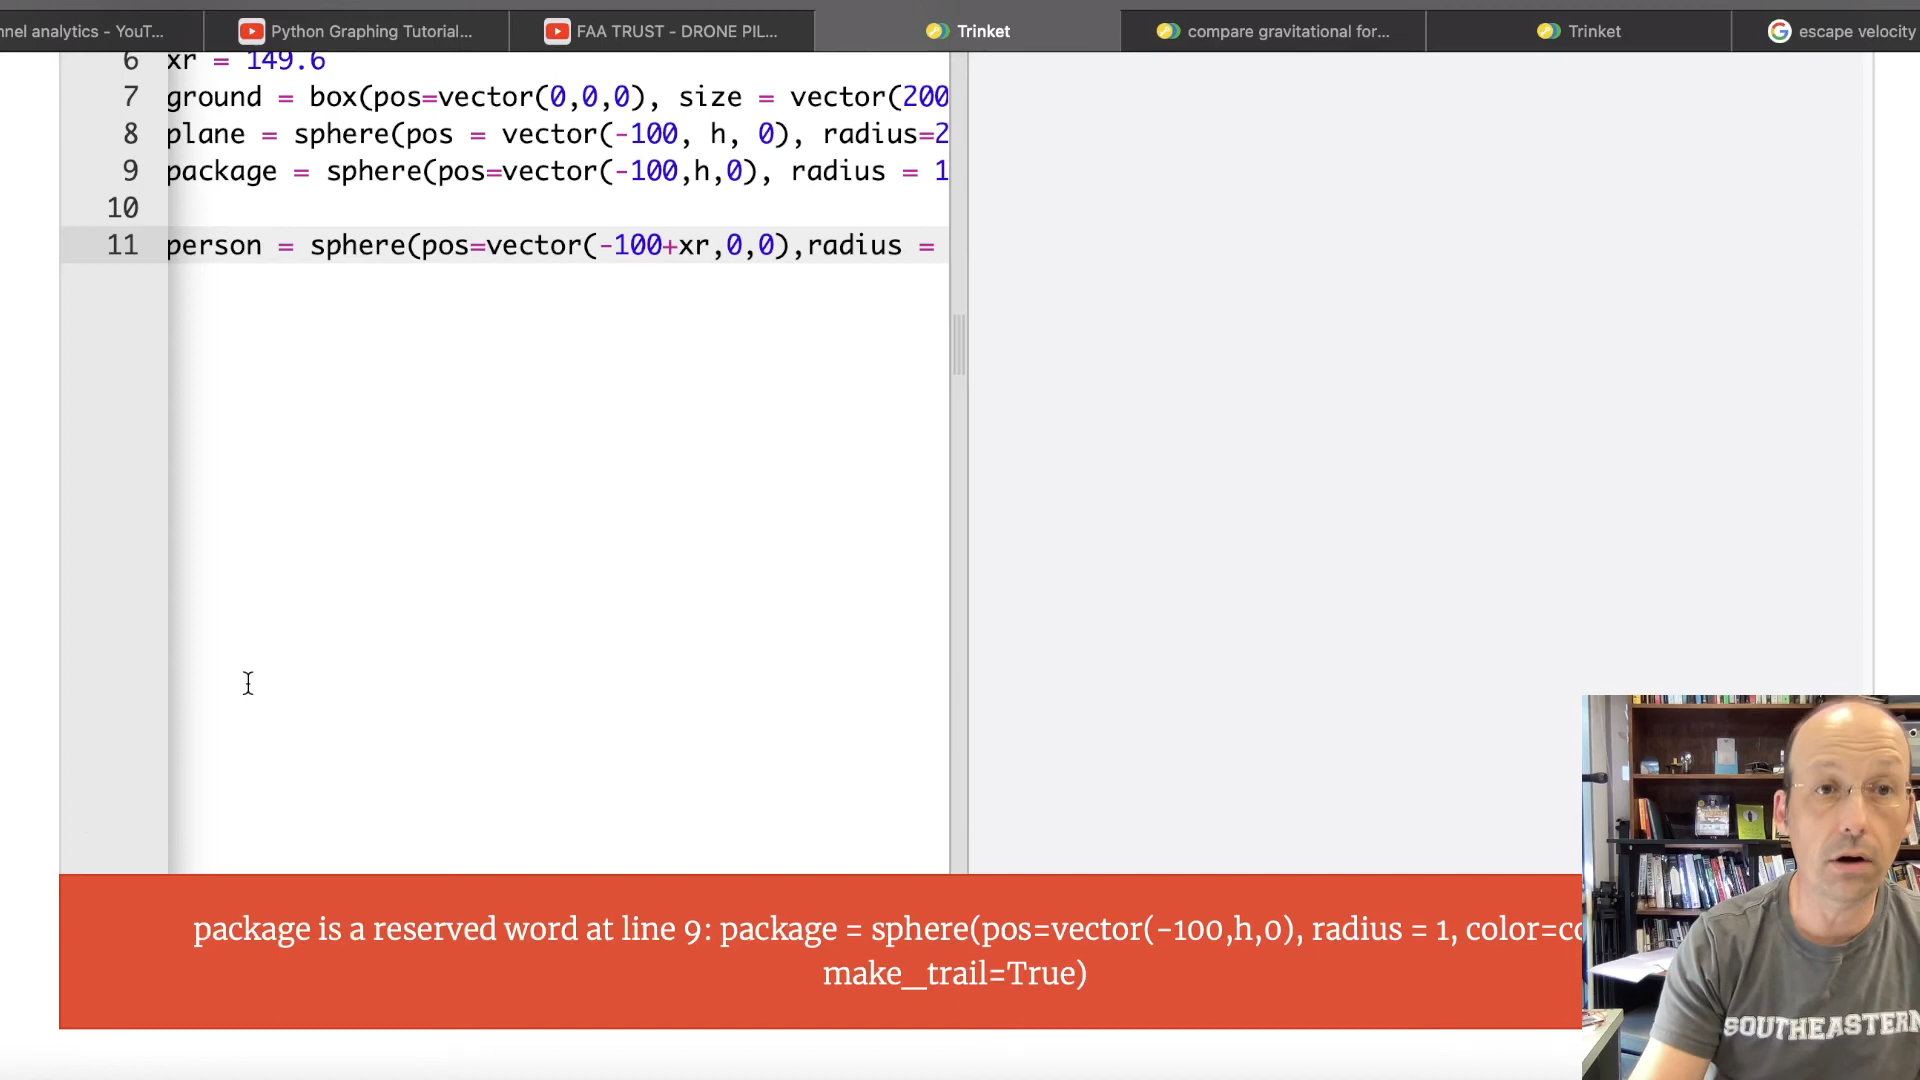 nnel analytics - YouT...
Python Graphing Tutorial...
FAA TRUST - DRONE PIL...
Trinket
compare gravitational for...
Trinket
escape velocity
6 xr = 149.6
7 ground = box(pos=vector(0,0,0), size = vector(200
8 plane = sphere(pos = vector(-100, h, 0), radius=2
9 package = sphere(pos=vector(-100,h,0), radius = 1
10
11 person = sphere(pos=vector(-100+xr,0,0),radius =
package is a reserved word at line 9: package = sphere(pos=vector(-100,h,0), radius = 1, color=co
make_trail=True)
SOUTHEASTERN